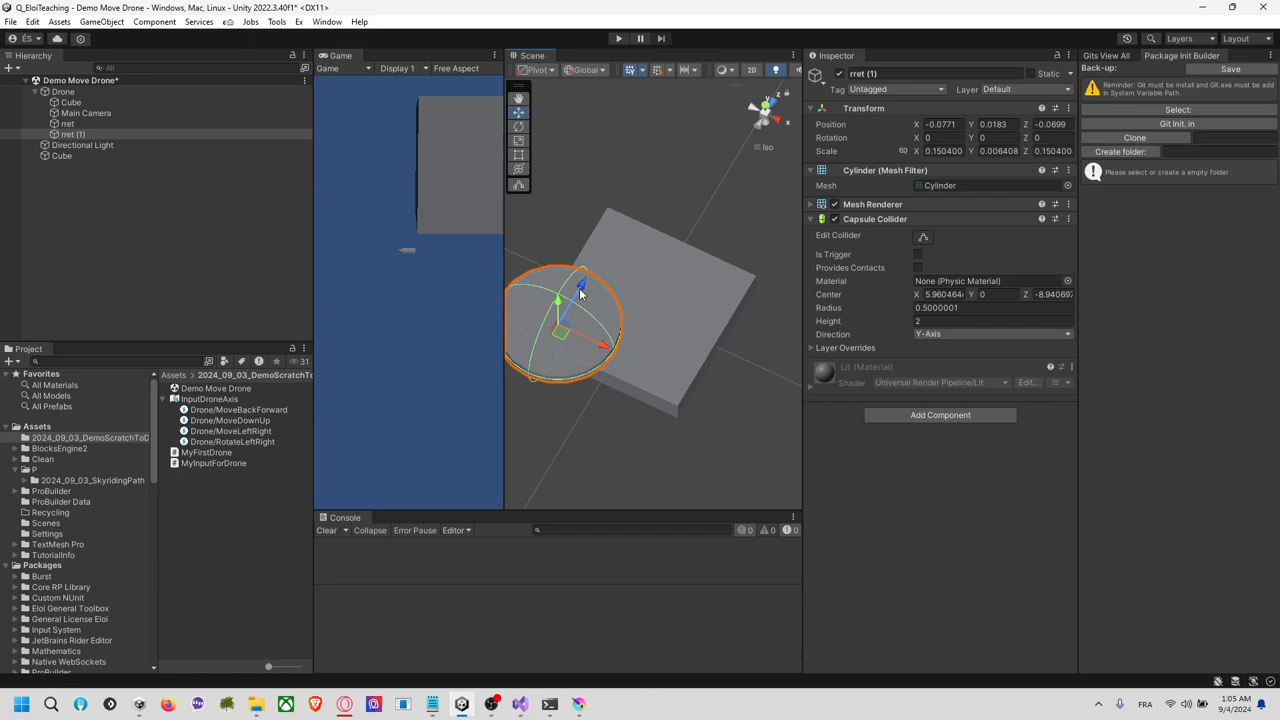 Q_EloiTeaching - Demo Move Drone - Windows, Mac, Linux - Unity 2022.3.40f1* <DX11>
File Edit Assets GameObject Component Services Jobs Tools Ex Window Help
ÉS Layers Layout
Hierarchy
All
Demo Move Drone*
Drone
Cube
Main Camera
rret
rret (1)
Directional Light
Cube
Game
Game Display 1 Free Aspect
Scene
Pivot Global 2D
y z x
Iso
Project
31
Favorites
All Materials
All Models
All Prefabs
Assets
2024_09_03_DemoScratchToD
BlocksEngine2
Clean
P
2024_09_03_SkyridingPath
ProBuilder
ProBuilder Data
Recycling
Scenes
Settings
TextMesh Pro
TutorialInfo
Packages
Burst
Core RP Library
Custom NUnit
Eloi General Toolbox
General License Eloi
Input System
JetBrains Rider Editor
Mathematics
Native WebSockets
ProBuilder
Assets 2024_09_03_DemoScratchTo
Demo Move Drone
InputDroneAxis
Drone/MoveBackForward
Drone/MoveDownUp
Drone/MoveLeftRight
Drone/RotateLeftRight
MyFirstDrone
MyInputForDrone
Console
Clear Collapse Error Pause Editor 0 0 0
Inspector
rret (1) Static
Tag Untagged Layer Default
Transform
Position X -0.0771 Y 0.0183 Z -0.0699
Rotation X 0 Y 0 Z 0
Scale X 0.150400 Y 0.006408 Z 0.150400
Cylinder (Mesh Filter)
Mesh Cylinder
Mesh Renderer
Capsule Collider
Edit Collider
Is Trigger
Provides Contacts
Material None (Physic Material)
Center X 5.960464 Y 0 Z -8.940697
Radius 0.5000001
Height 2
Direction Y-Axis
Layer Overrides
Lit (Material)
Shader Universal Render Pipeline/Lit Edit...
Add Component
Gits View All Package Init Builder
Back-up: Save
Reminder: Git must be install and Git.exe must be add in System Variable Path.
Select:
Git Init. in
Clone
Create folder:
Please select or create a empty folder
FRA
1:05 AM
9/4/2024